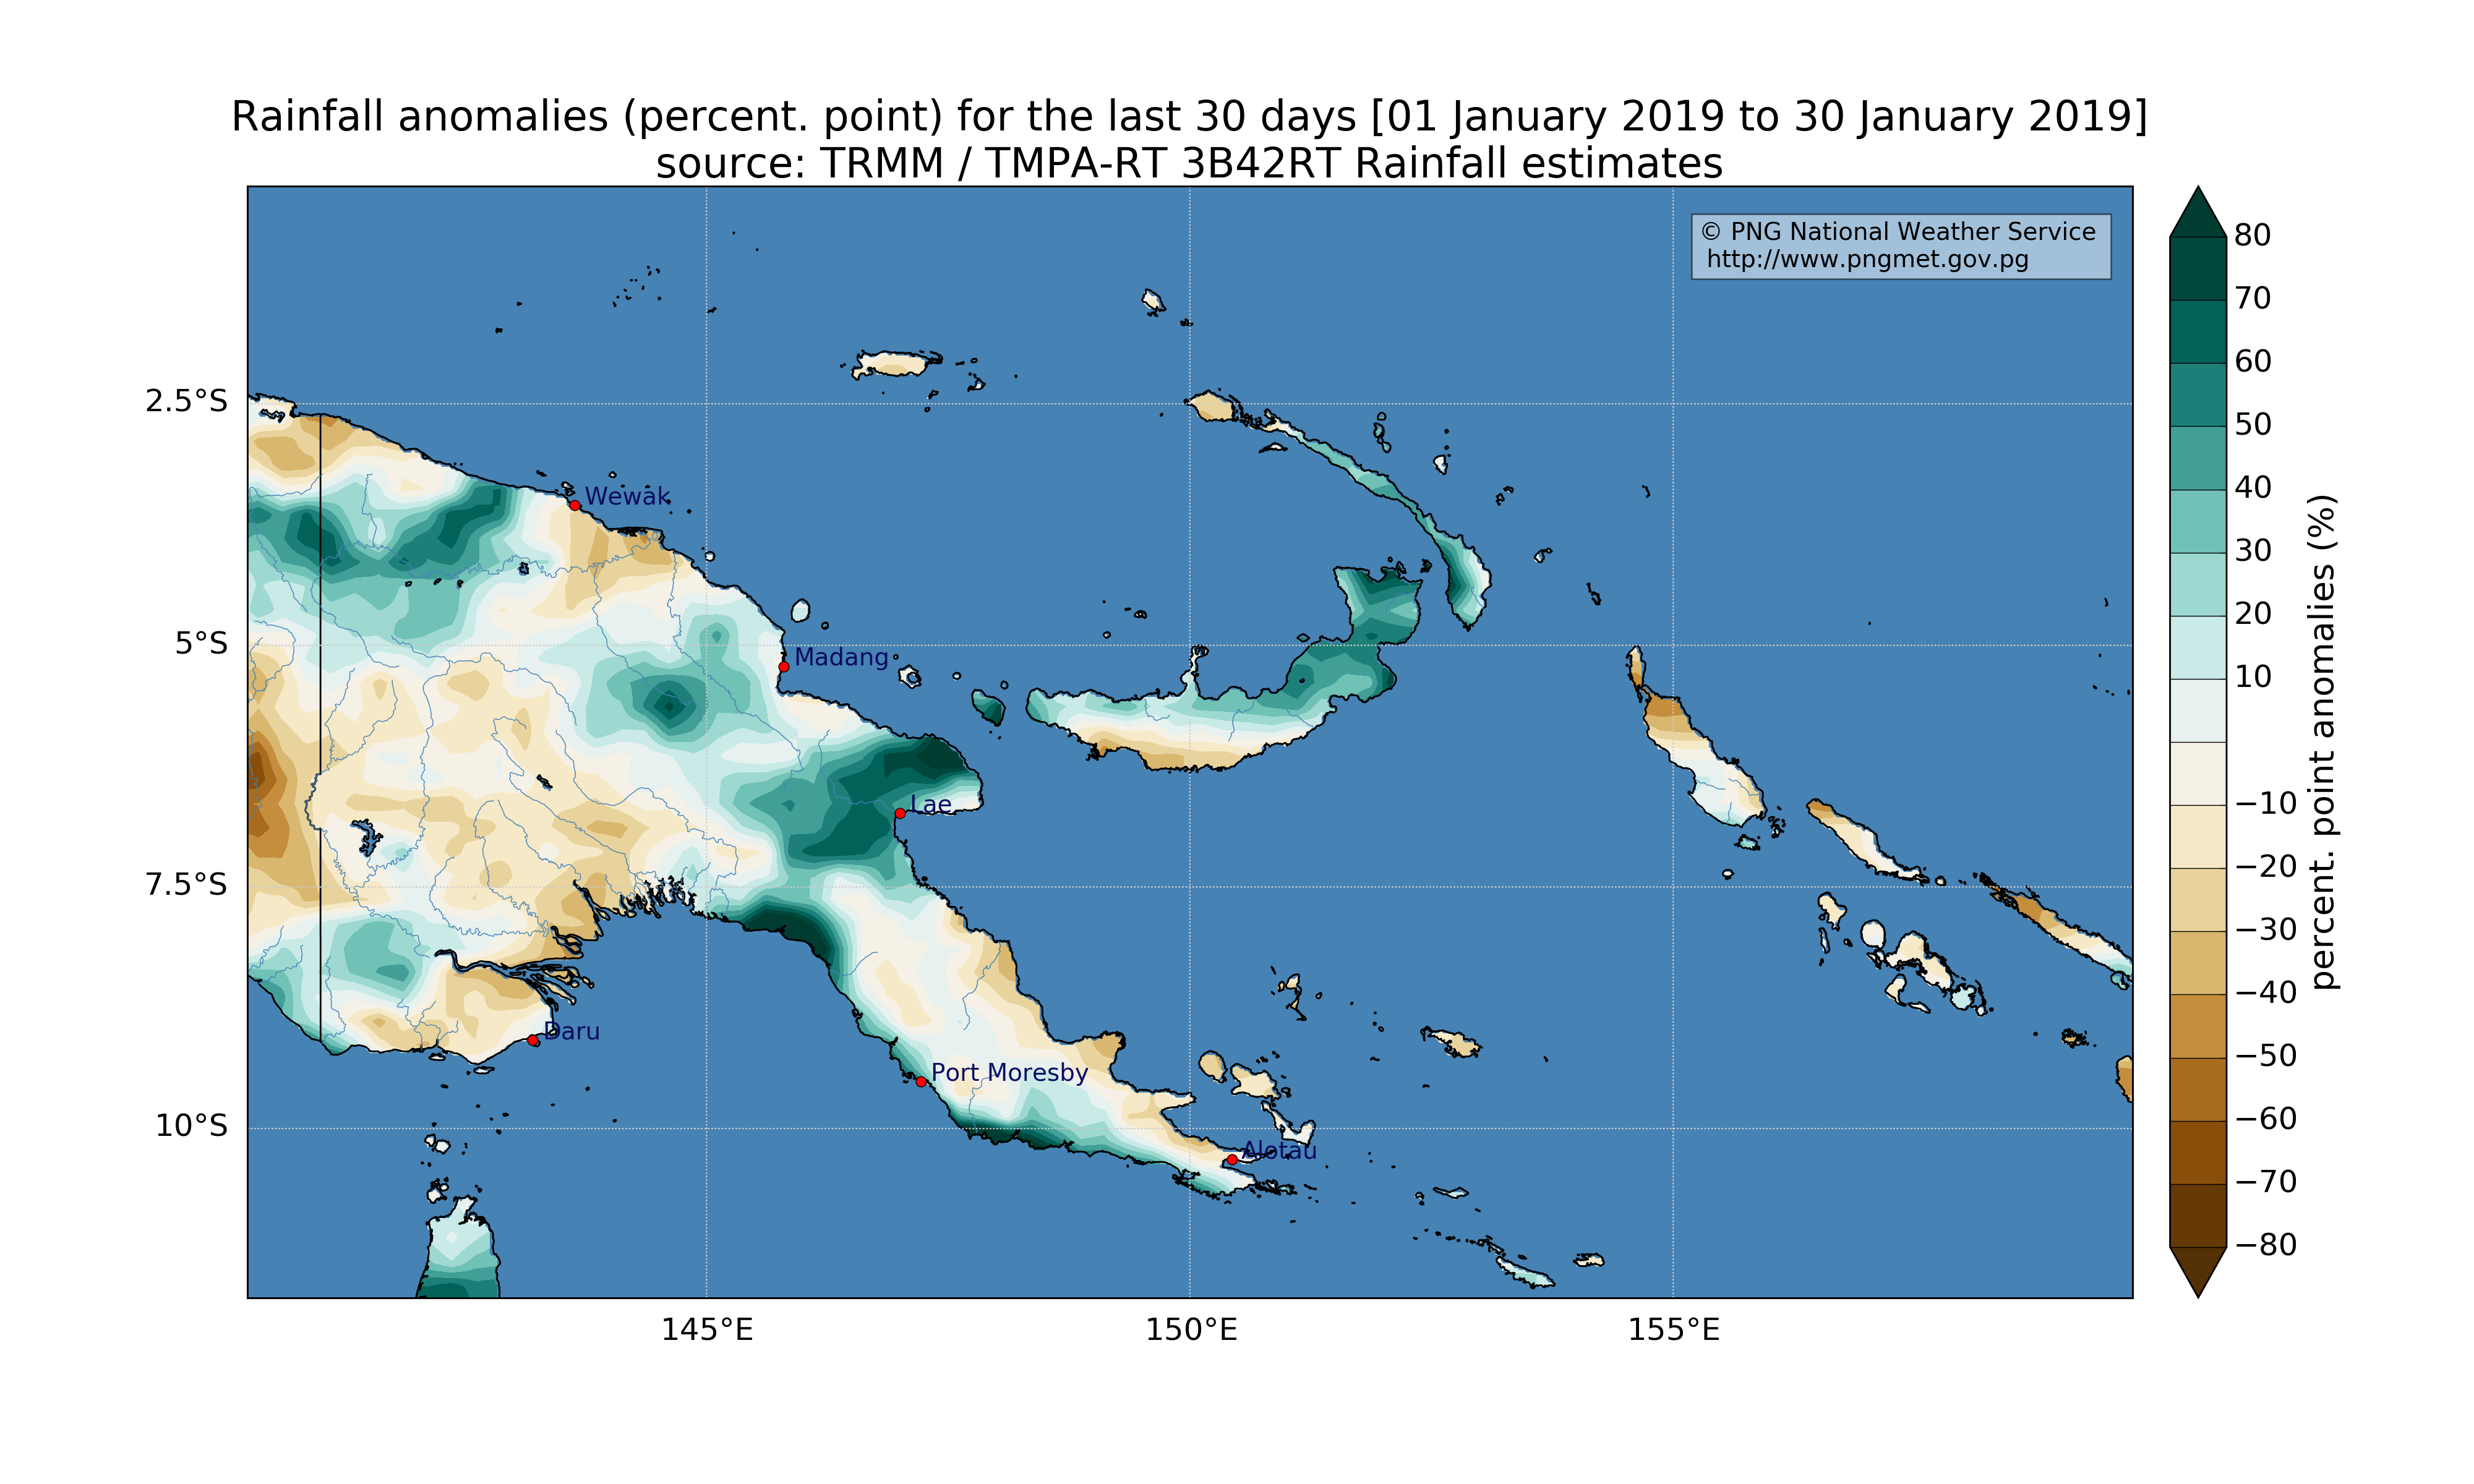 Rainfall anomalies (percent. point) for the last 30 days [01 January 2019 to 30 January 2019]
source: TRMM / TMPA-RT 3B42RT Rainfall estimates
© PNG National Weather Service
http://www.pngmet.gov.pg
2.5°S
5°S
7.5°S
10°S
145°E
150°E
155°E
Wewak
Madang
Lae
Daru
Port Moresby
Alotau
80
70
60
50
40
30
20
10
−10
−20
−30
−40
−50
−60
−70
−80
percent. point anomalies (%)